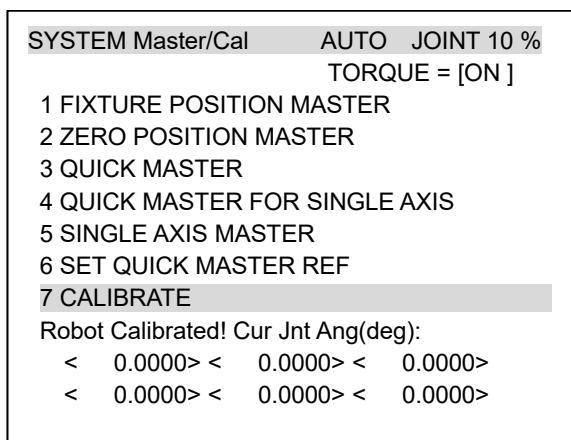 SYSTEM Master/Cal AUTO JOINT 10 %
TORQUE = [ON ]
1 FIXTURE POSITION MASTER
2 ZERO POSITION MASTER
3 QUICK MASTER
4 QUICK MASTER FOR SINGLE AXIS
5 SINGLE AXIS MASTER
6 SET QUICK MASTER REF
7 CALIBRATE
Robot Calibrated! Cur Jnt Ang(deg):
< 0.0000> < 0.0000> < 0.0000>
< 0.0000> < 0.0000> < 0.0000>